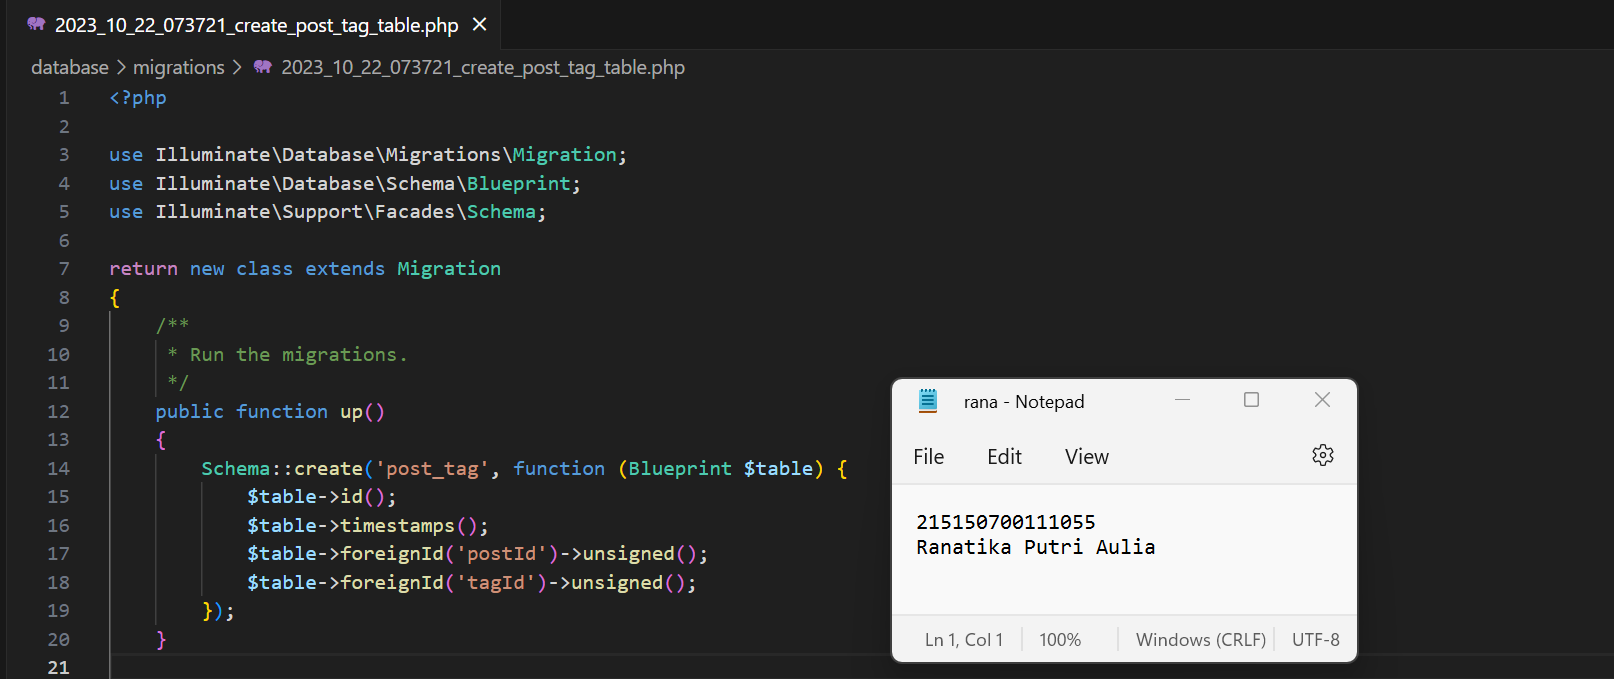 2023_10_22_073721_create_post_tag_table.php
database > migrations > 2023_10_22_073721_create_post_tag_table.php
1 <?php
2
3 use Illuminate\Database\Migrations\Migration;
4 use Illuminate\Database\Schema\Blueprint;
5 use Illuminate\Support\Facades\Schema;
6
7 return new class extends Migration
8 {
9     /**
10      * Run the migrations.
11      */
12     public function up()
13     {
14         Schema::create('post_tag', function (Blueprint $table) {
15             $table->id();
16             $table->timestamps();
17             $table->foreignId('postId')->unsigned();
18             $table->foreignId('tagId')->unsigned();
19         });
20     }
21
rana - Notepad
File Edit View
215150700111055
Ranatika Putri Aulia
Ln 1, Col 1 100% Windows (CRLF) UTF-8